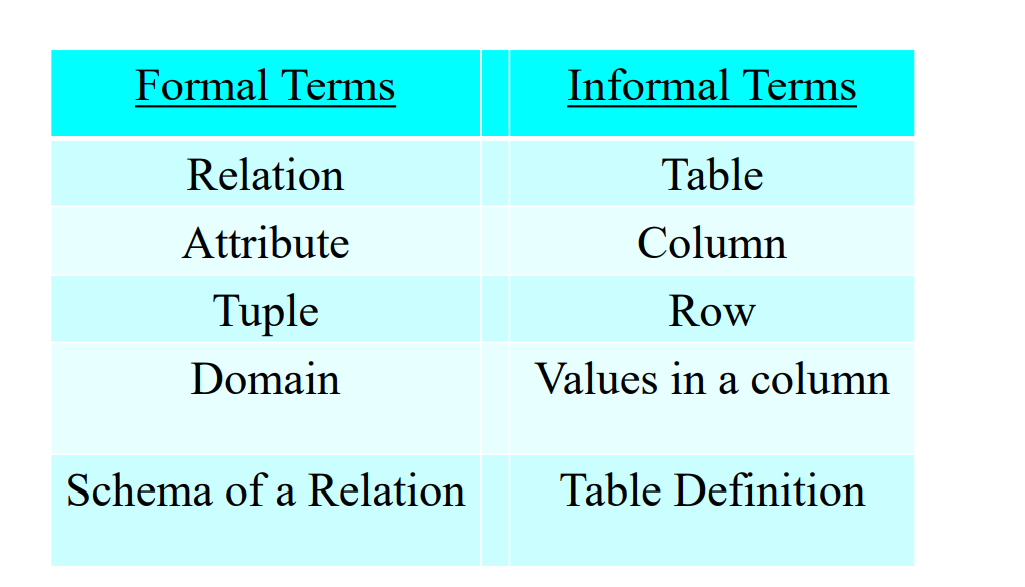 Formal Terms Informal Terms
Relation Table
Attribute Column
Tuple Row
Domain Values in a column
Schema of a Relation Table Definition